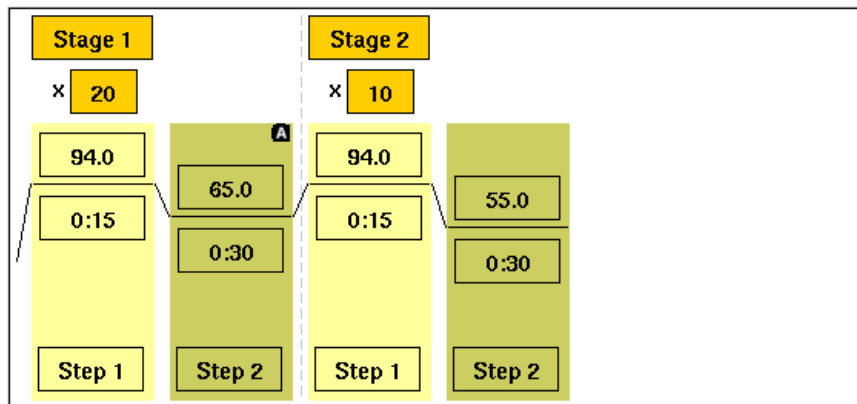 Stage 1 Stage 2
x 20 x 10
A
94.0 65.0 94.0 55.0
0:15 0:30 0:15 0:30
Step 1 Step 2 Step 1 Step 2